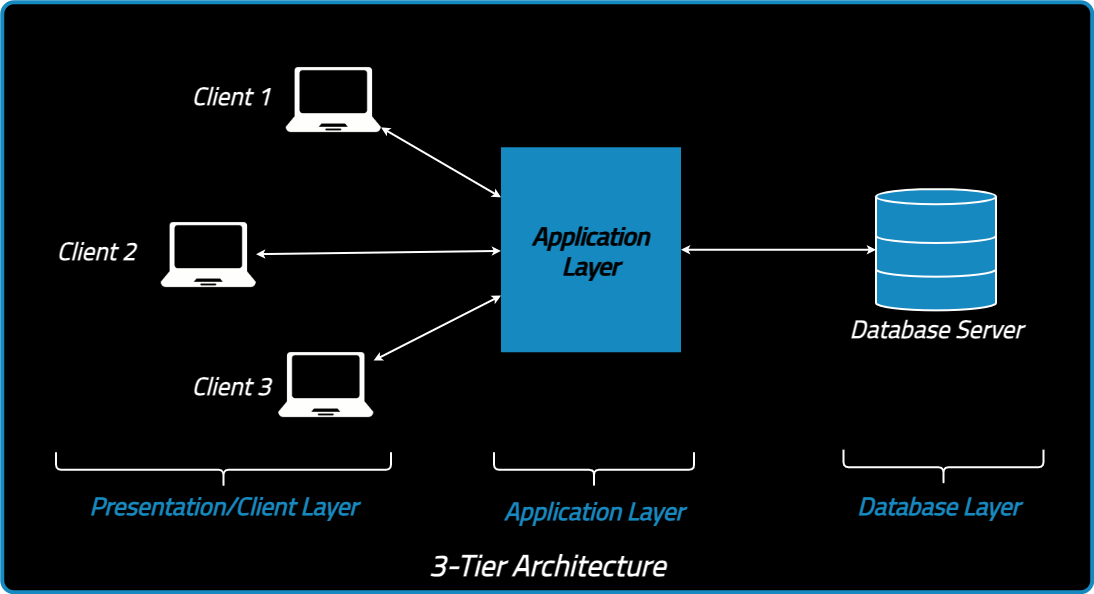 Client 1
Client 2
Client 3
Application
Layer
Database Server
Presentation/Client Layer
Application Layer
Database Layer
3-Tier Architecture